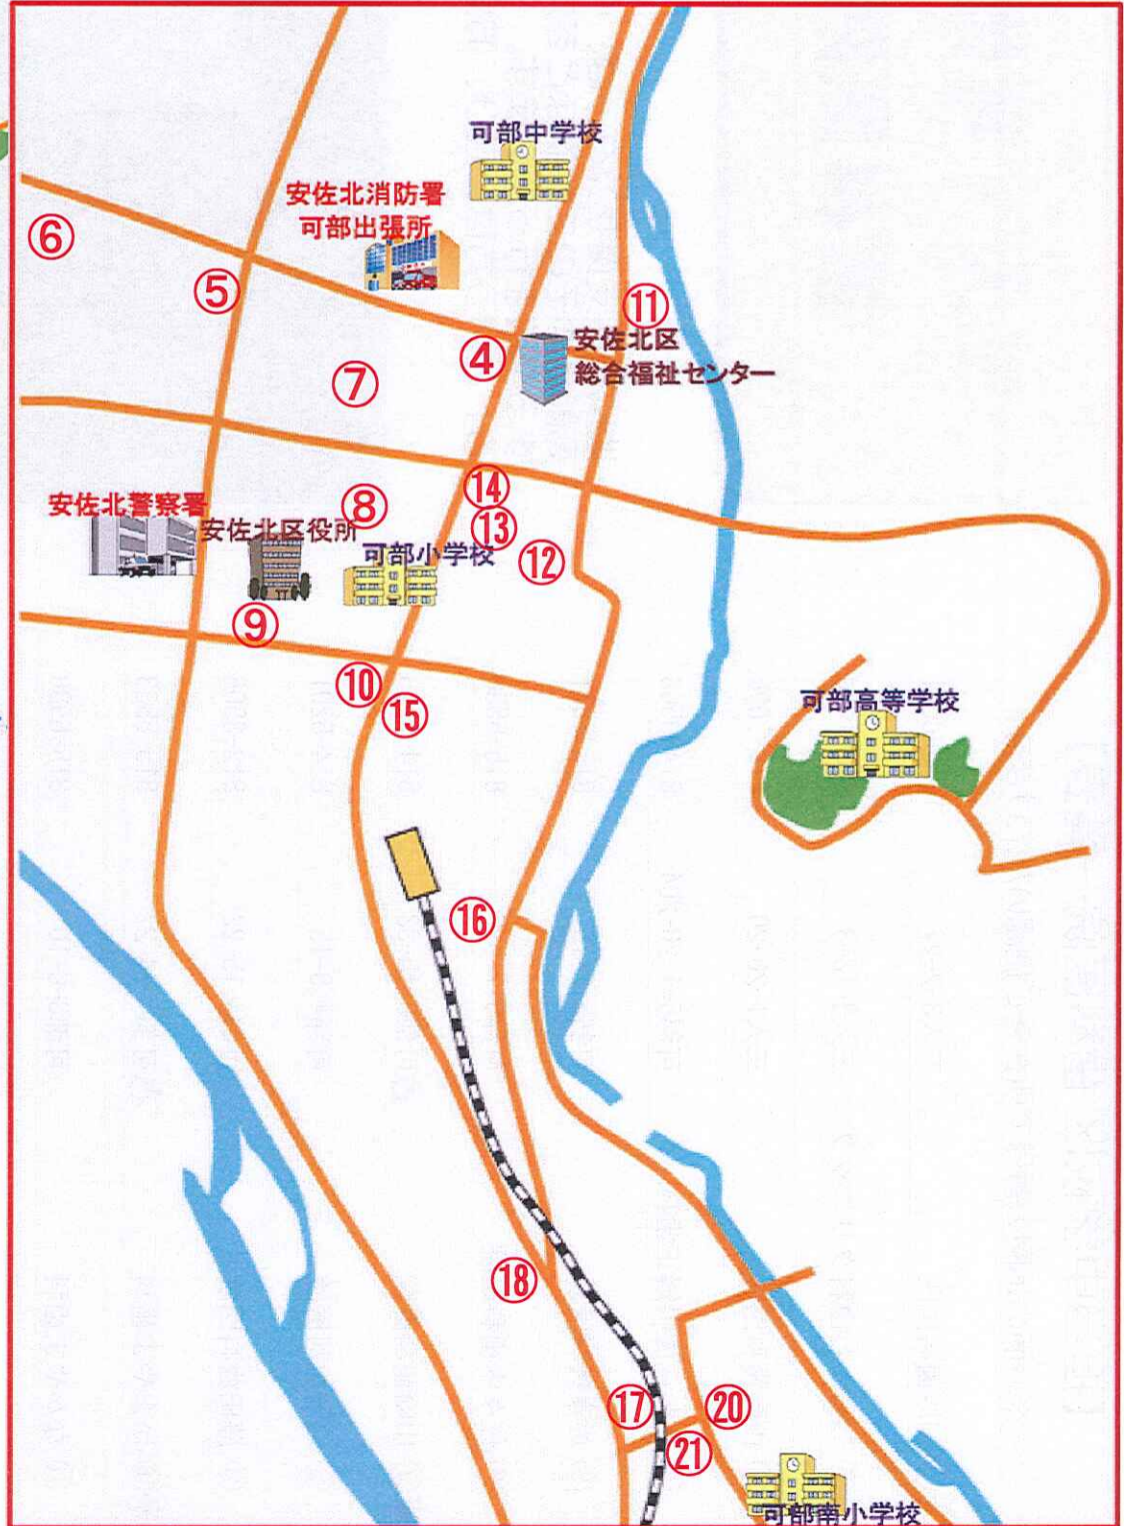 可部中学校
安佐北消防署
可部出張所
⑥
⑤
⑪
安佐北区
総合福祉センター
④
⑦
⑭
安佐北警察署
⑧
安佐北区役所
⑬
可部小学校
⑫
⑨
⑩
⑮
可部高等学校
⑯
⑱
⑰
⑳
㉑
可部南小学校